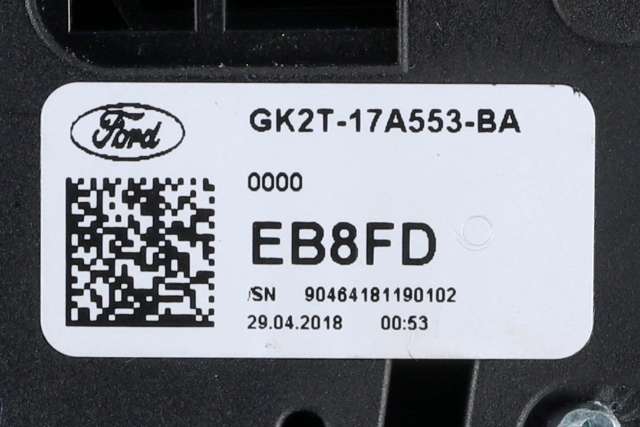 Ford
GK2T-17A553-BA
0000
EB8FD
/SN 90464181190102
29.04.2018 00:53